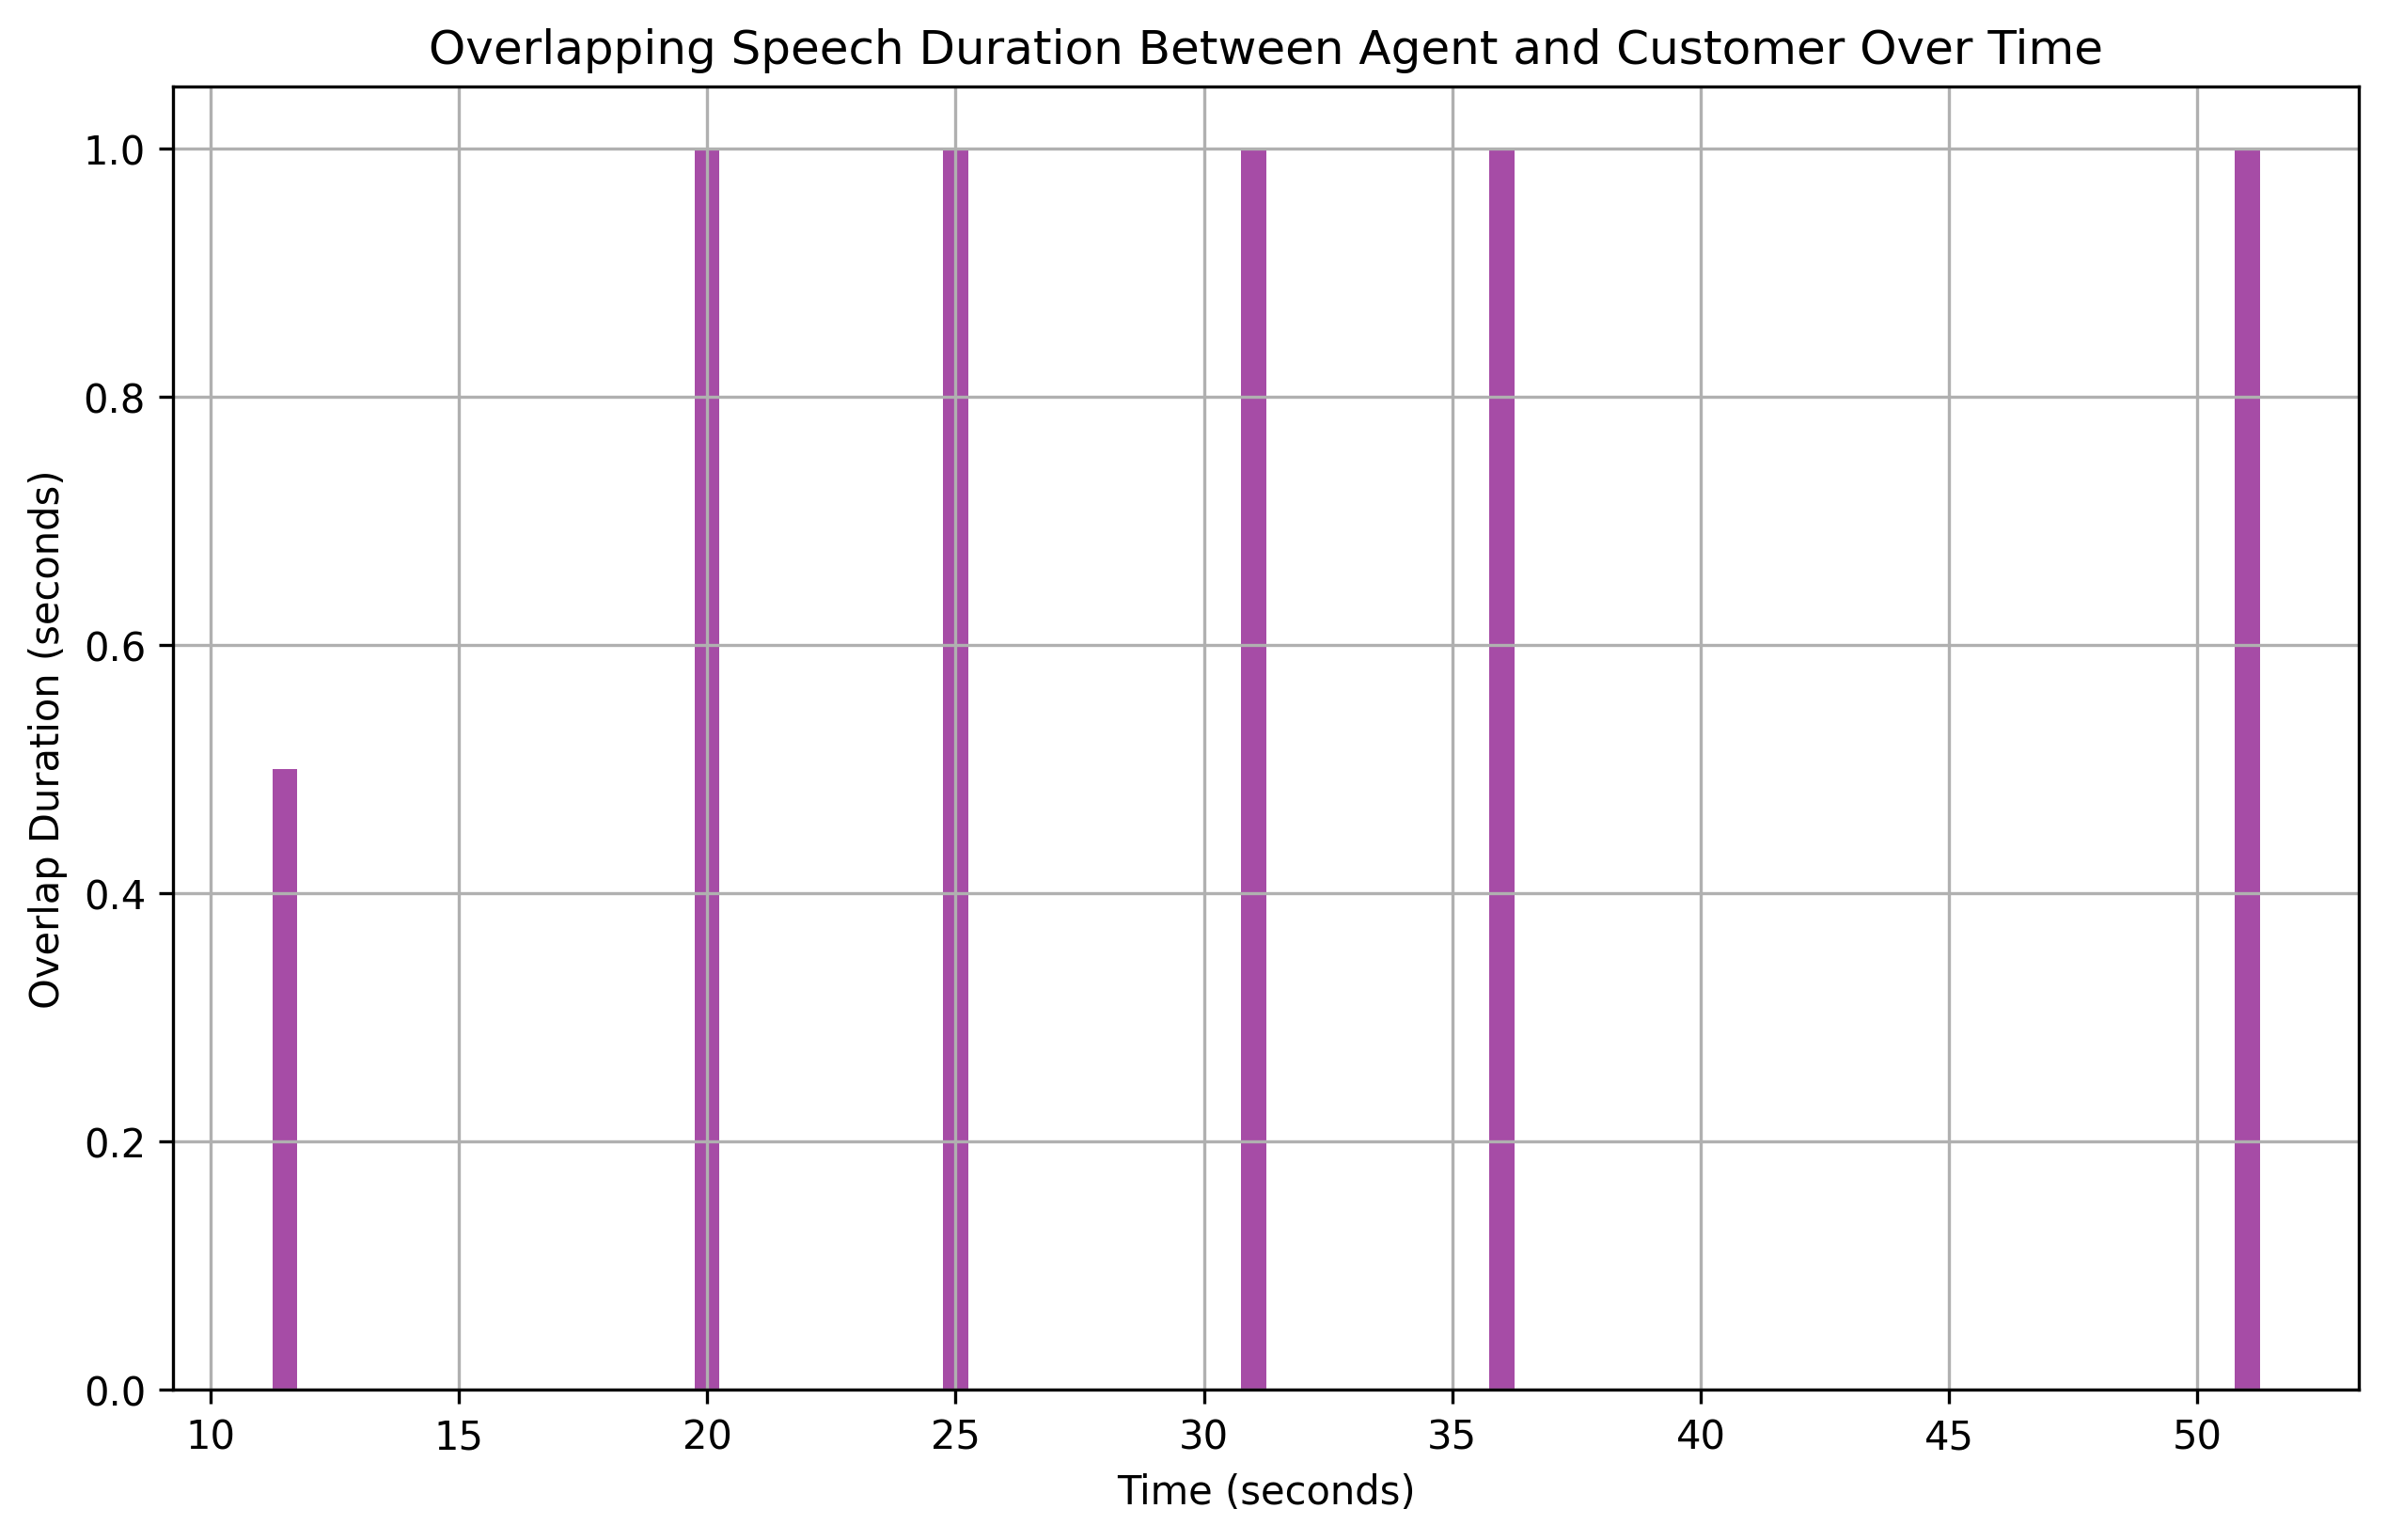 Overlapping Speech Duration Between Agent and Customer Over Time
Overlap Duration (seconds)
1.0
0.8
0.6
0.4
0.2
0.0
10 15 20 25 30 35 40 45 50
Time (seconds)